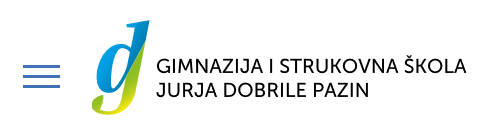 GIMNAZIJA I STRUKOVNA ŠKOLA
JURJA DOBRILE PAZIN